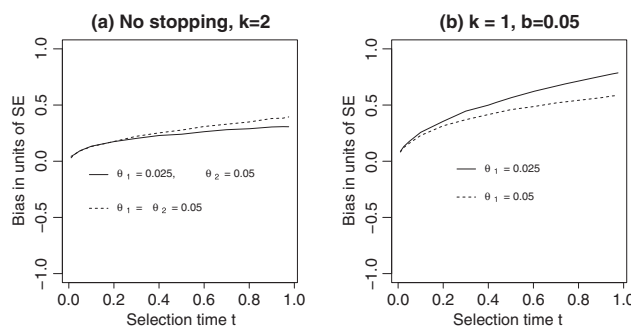 (a) No stopping, k=2
Bias in units of SE
1.0
0.5
0.0
−0.5
−1.0
θ 1 = 0.025, θ 2 = 0.05
θ 1 = θ 2 = 0.05
0.0 0.2 0.4 0.6 0.8 1.0
Selection time t
(b) k = 1, b=0.05
Bias in units of SE
1.0
0.5
0.0
−0.5
−1.0
θ 1 = 0.025
θ 1 = 0.05
0.0 0.2 0.4 0.6 0.8 1.0
Selection time t